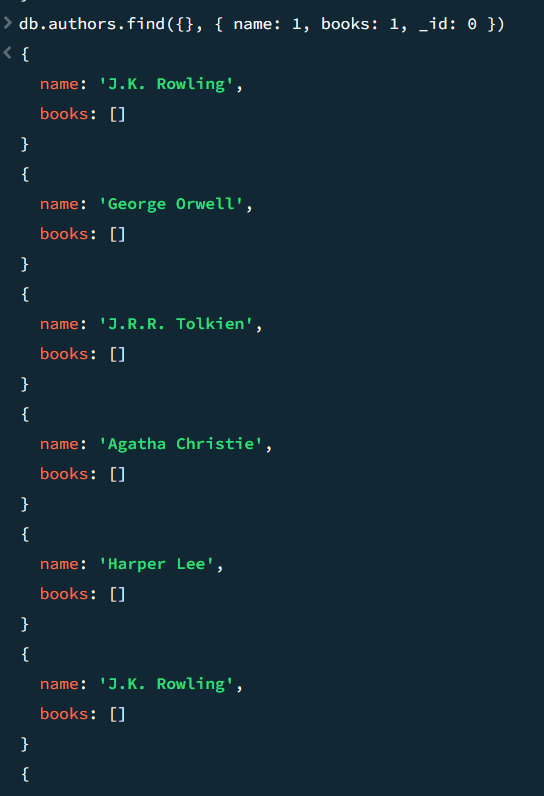 > db.authors.find({}, { name: 1, books: 1, _id: 0 })
< {
name: 'J.K. Rowling',
books: []
}
{
name: 'George Orwell',
books: []
}
{
name: 'J.R.R. Tolkien',
books: []
}
{
name: 'Agatha Christie',
books: []
}
{
name: 'Harper Lee',
books: []
}
{
name: 'J.K. Rowling',
books: []
}
{